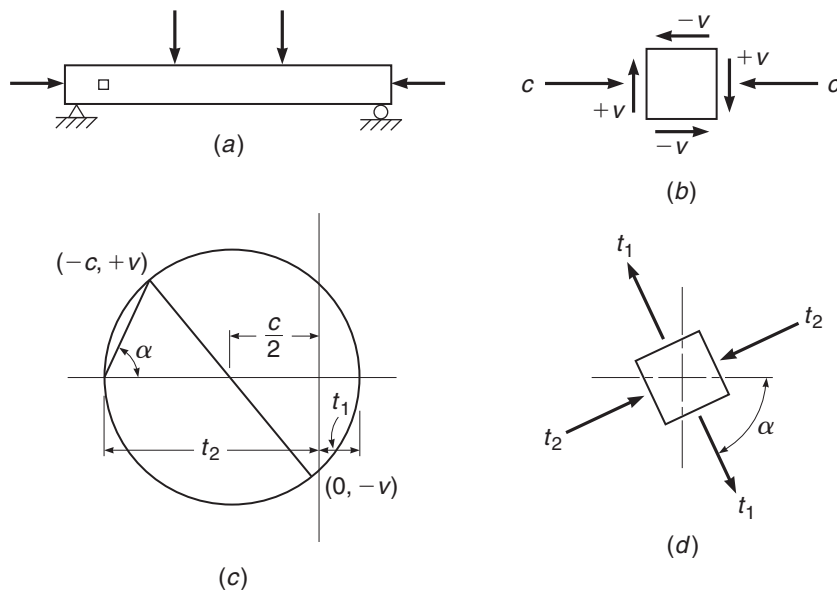 (a)
−v
c
+v
+v
c
−v
(b)
(−c, +v)
c
2
α
t1
t2
(0, −v)
(c)
t1
t2
t2
α
t1
(d)